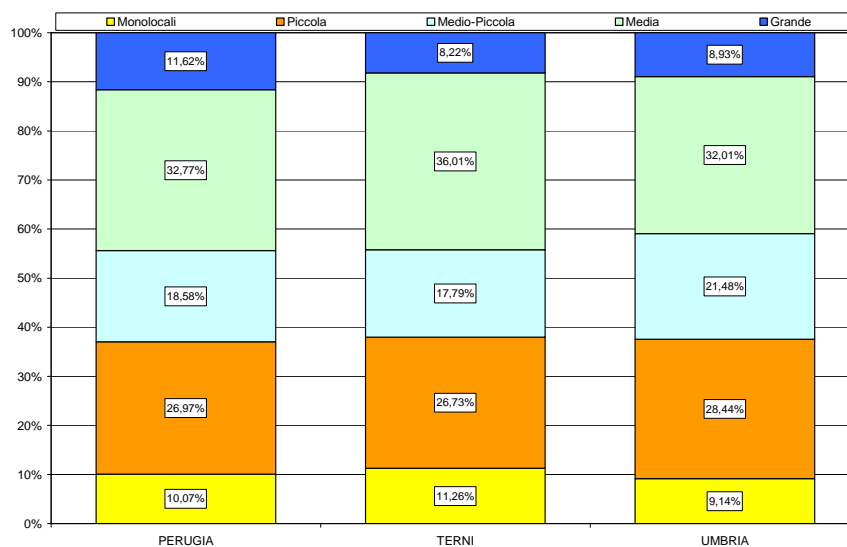 Monolocali Piccola Medio-Piccola Media Grande
100%
90%
80%
70%
60%
50%
40%
30%
20%
10%
0%
11,62% 8,22% 8,93%
32,77% 36,01% 32,01%
18,58% 17,79% 21,48%
26,97% 26,73% 28,44%
10,07% 11,26% 9,14%
PERUGIA TERNI UMBRIA